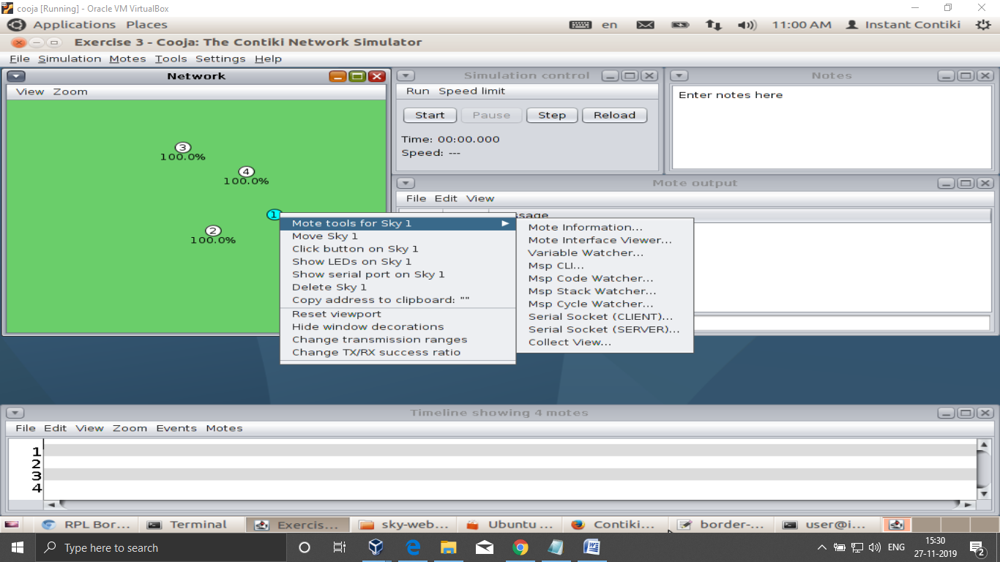 cooja [Running] - Oracle VM VirtualBox
Applications Places
en
11:00 AM
Instant Contiki
Exercise 3 - Cooja: The Contiki Network Simulator
File Simulation Motes Tools Settings Help
Network
View Zoom
3
100.0%
4
100.0%
1
2
100.0%
Mote tools for Sky 1
Move Sky 1
Click button on Sky 1
Show LEDs on Sky 1
Show serial port on Sky 1
Delete Sky 1
Copy address to clipboard: ""
Reset viewport
Hide window decorations
Change transmission ranges
Change TX/RX success ratio
Mote Information...
Mote Interface Viewer...
Variable Watcher...
Msp CLI...
Msp Code Watcher...
Msp Stack Watcher...
Msp Cycle Watcher...
Serial Socket (CLIENT)...
Serial Socket (SERVER)...
Collect View...
Simulation control
Run Speed limit
Start Pause Step Reload
Time: 00:00.000
Speed: ---
Notes
Enter notes here
Mote output
File Edit View
Timeline showing 4 motes
File Edit View Zoom Events Motes
1
2
3
4
RPL Bor... Terminal Exercis... sky-web... Ubuntu ... Contiki... border-... user@i...
Type here to search
ENG
15:30
27-11-2019
2